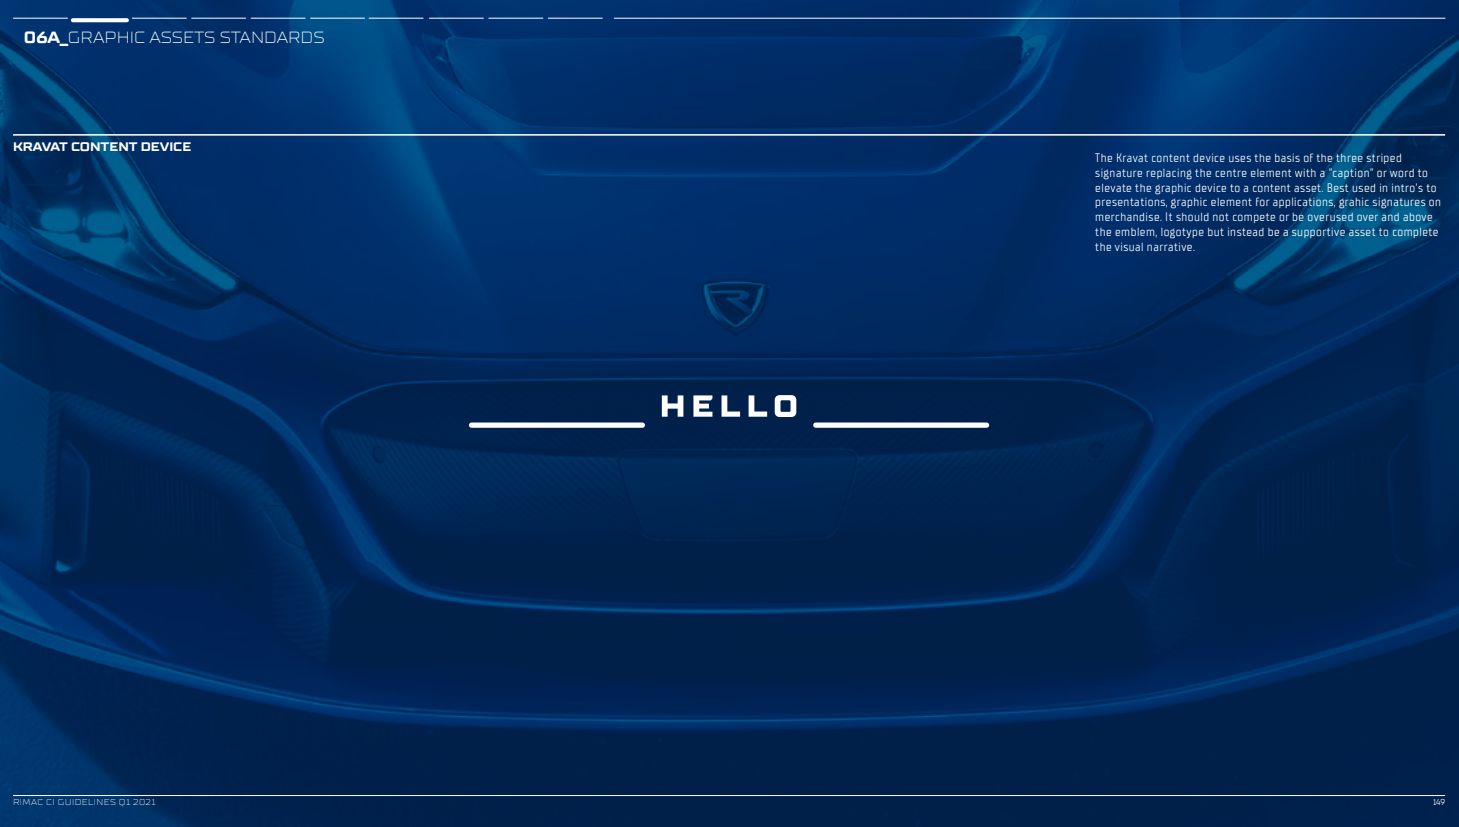 06A_GRAPHIC ASSETS STANDARDS
KRAVAT CONTENT DEVICE
The Kravat content device uses the basis of the three striped
signature replacing the centre element with a "caption" or word to
elevate the graphic device to a content asset. Best used in intro's to
presentations, graphic element for applications, grahic signatures on
merchandise. It should not compete or be overused over and above
the emblem, logotype but instead be a supportive asset to complete
the visual narrative.
R
HELLO
RIMAC CI GUIDELINES Q1 2021
149